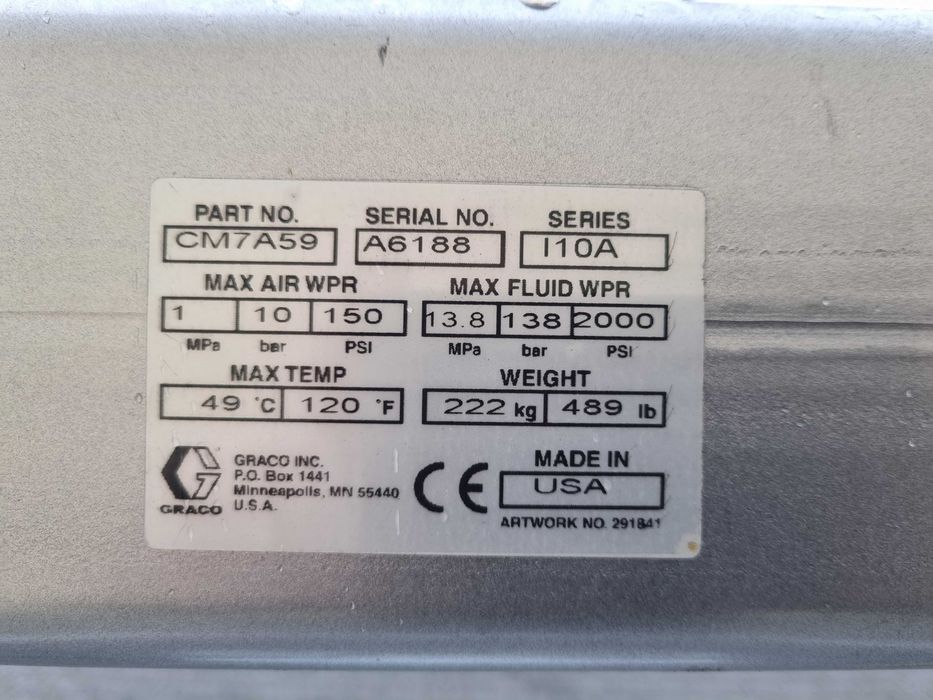 PART NO. SERIAL NO. SERIES
CM7A59 A6188 I10A
MAX AIR WPR MAX FLUID WPR
1 10 150 13.8 138 2000
MPa bar PSI MPa bar PSI
MAX TEMP WEIGHT
49 °C 120 °F 222 kg 489 lb
GRACO
GRACO INC.
P.O. Box 1441
Minneapolis, MN 55440
U.S.A.
CE
MADE IN
USA
ARTWORK NO. 291841